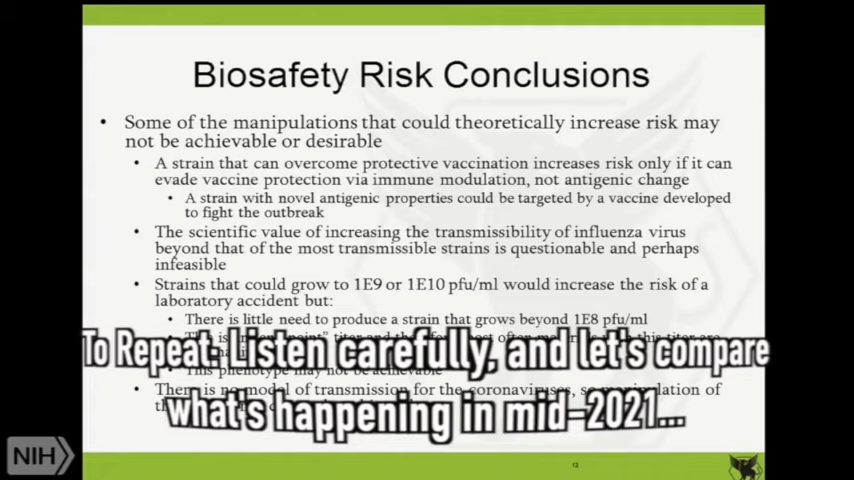 Biosafety Risk Conclusions
• Some of the manipulations that could theoretically increase risk may
not be achievable or desirable
• A strain that can overcome protective vaccination increases risk only if it can
evade vaccine protection via immune modulation, not antigenic change
• A strain with novel antigenic properties could be targeted by a vaccine developed
to fight the outbreak
• The scientific value of increasing the transmissibility of influenza virus
beyond that of the most transmissible strains is questionable and perhaps
infeasible
• Strains that could grow to 1E9 or 1E10 pfu/ml would increase the risk of a
laboratory accident but:
• There is little need to produce a strain that grows beyond 1E8 pfu/ml
To Repeat: Listen carefully, and let's compare
• This phenotype may not be achievable
• There is no model of transmission for the coronaviruses, so manipulation of
what's happening in mid-2021...
NIH
12